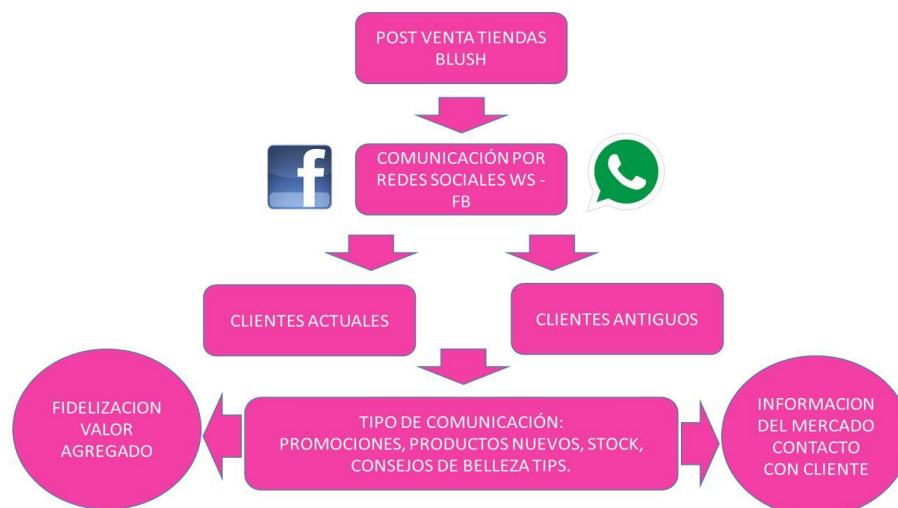 POST VENTA TIENDAS
BLUSH
COMUNICACIÓN POR
REDES SOCIALES WS -
FB
CLIENTES ACTUALES
CLIENTES ANTIGUOS
FIDELIZACION
VALOR
AGREGADO
TIPO DE COMUNICACIÓN:
PROMOCIONES, PRODUCTOS NUEVOS, STOCK,
CONSEJOS DE BELLEZA TIPS.
INFORMACION
DEL MERCADO
CONTACTO
CON CLIENTE